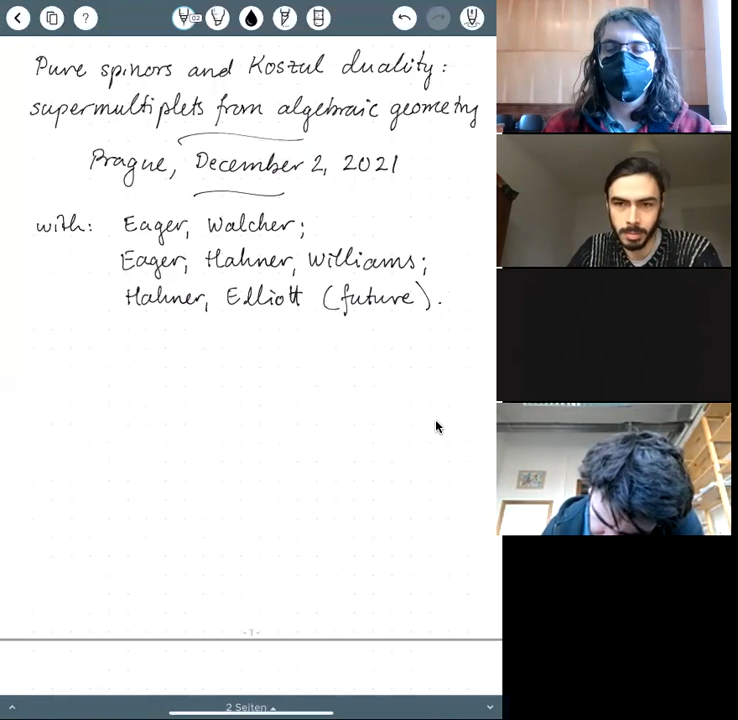 Pure spinors and Koszul duality:
supermultiplets from algebraic geometry
Prague, December 2, 2021
with: Eager, Walcher;
Eager, Hahner, Williams;
Hahner, Elliott (future).
- 1 -
2 Seiten